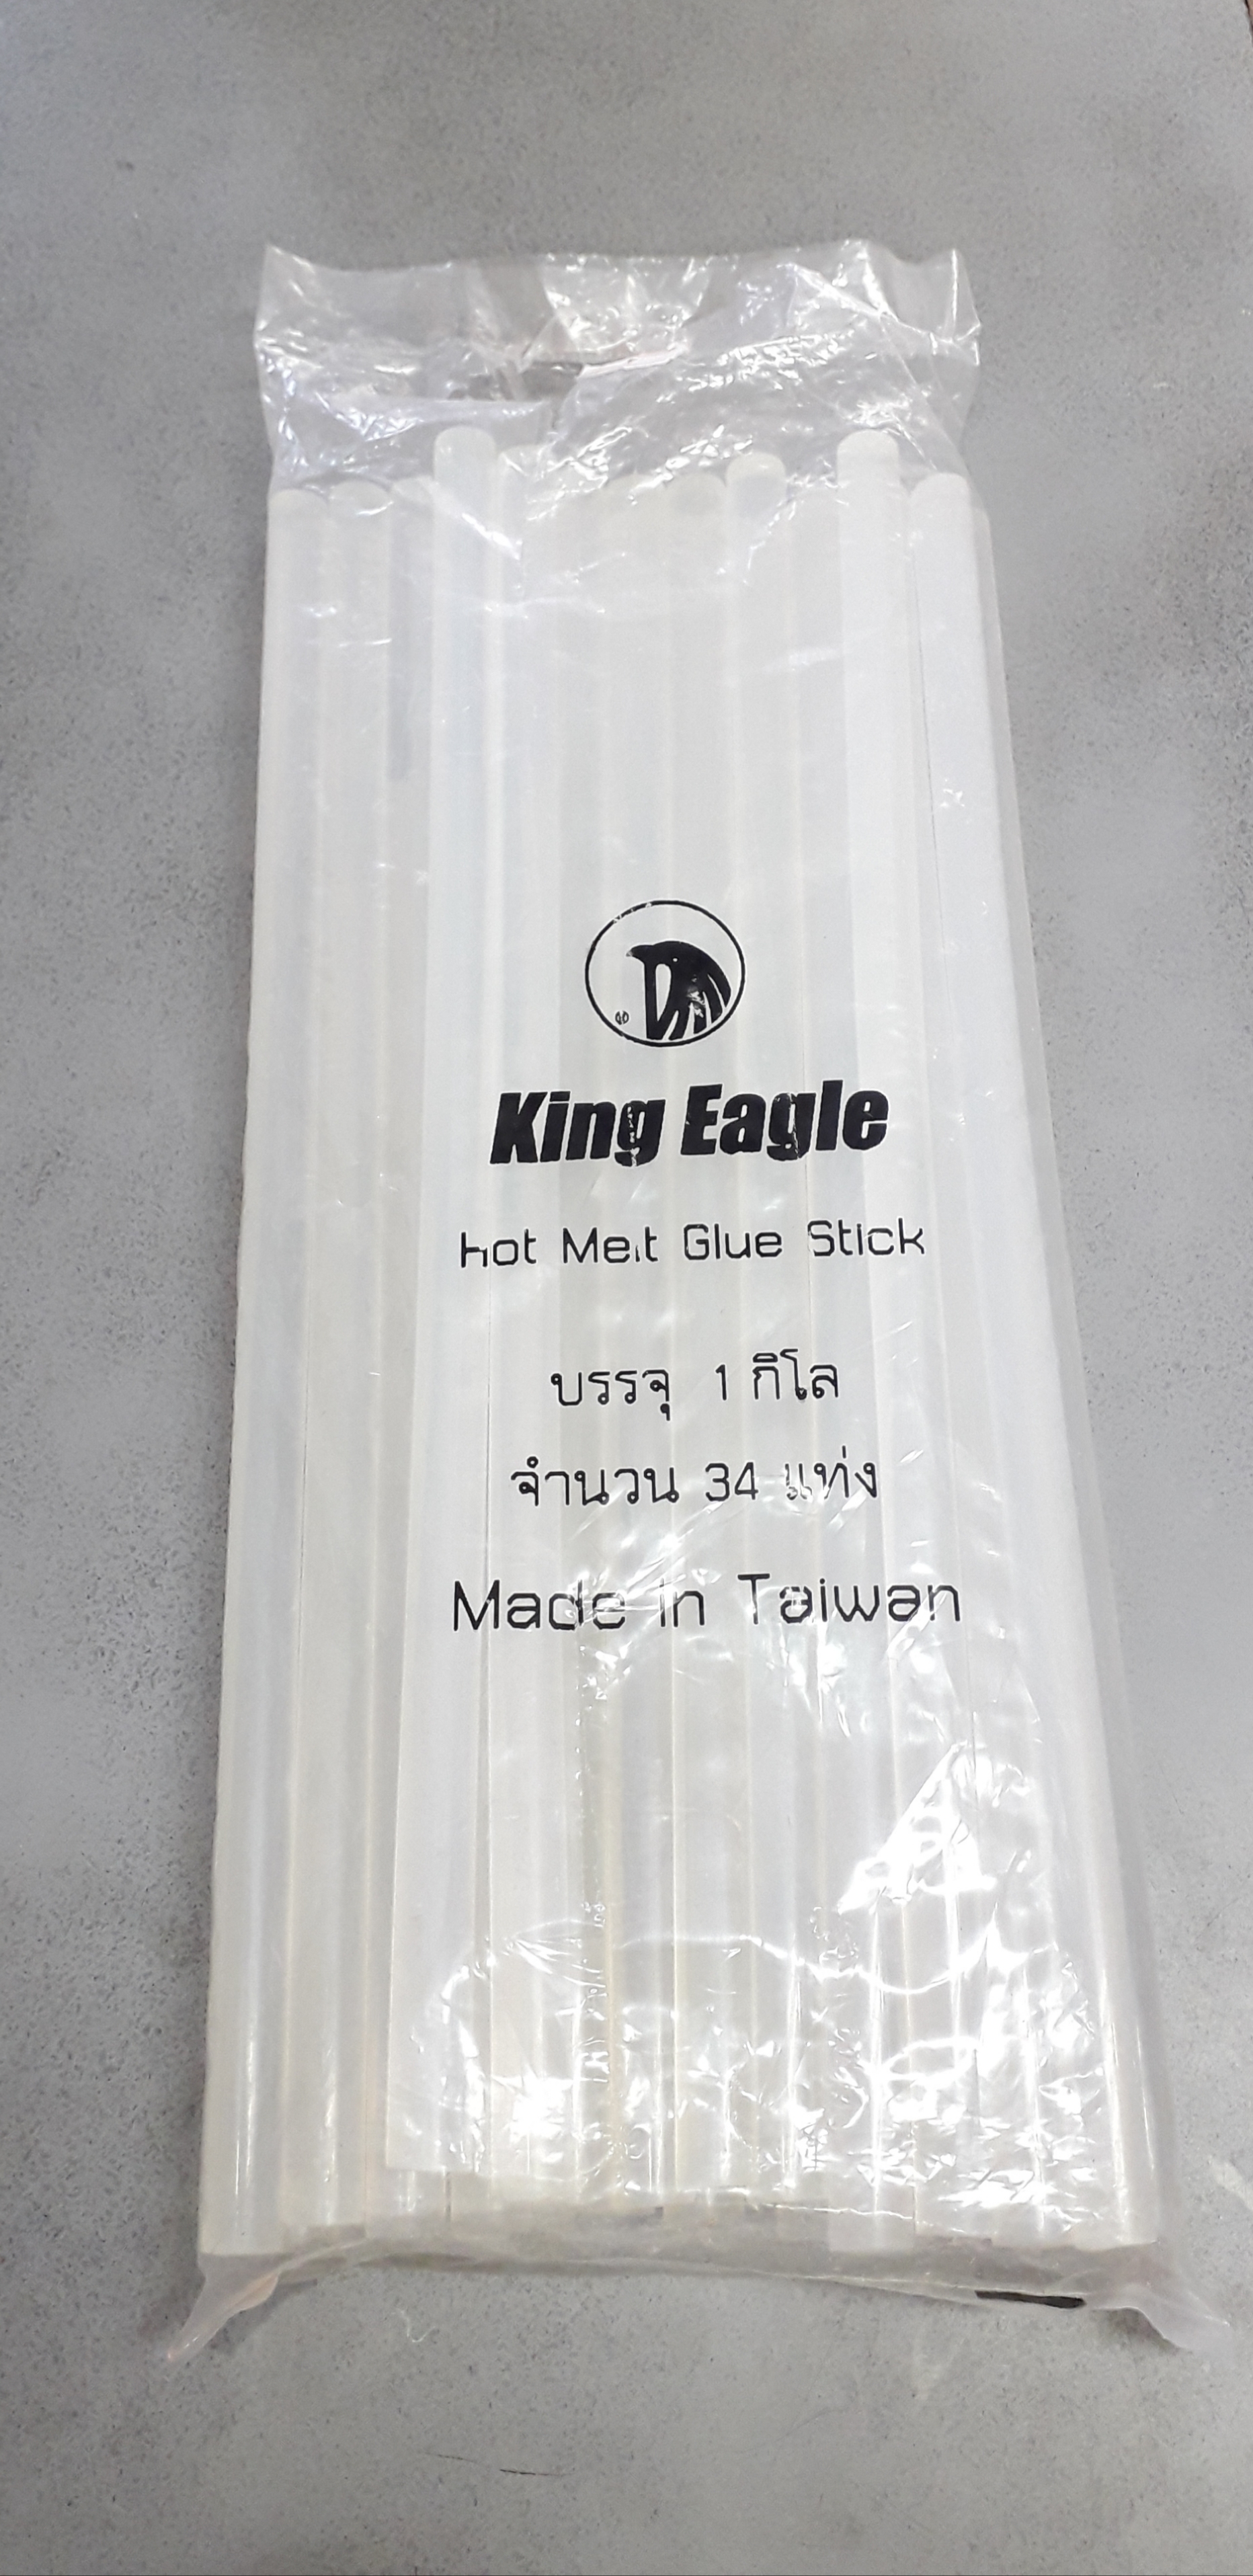 King Eagle
Hot Melt Glue Stick
บรรจุ 1 กิโล
จำนวน 34 แท่ง
Made in Taiwan